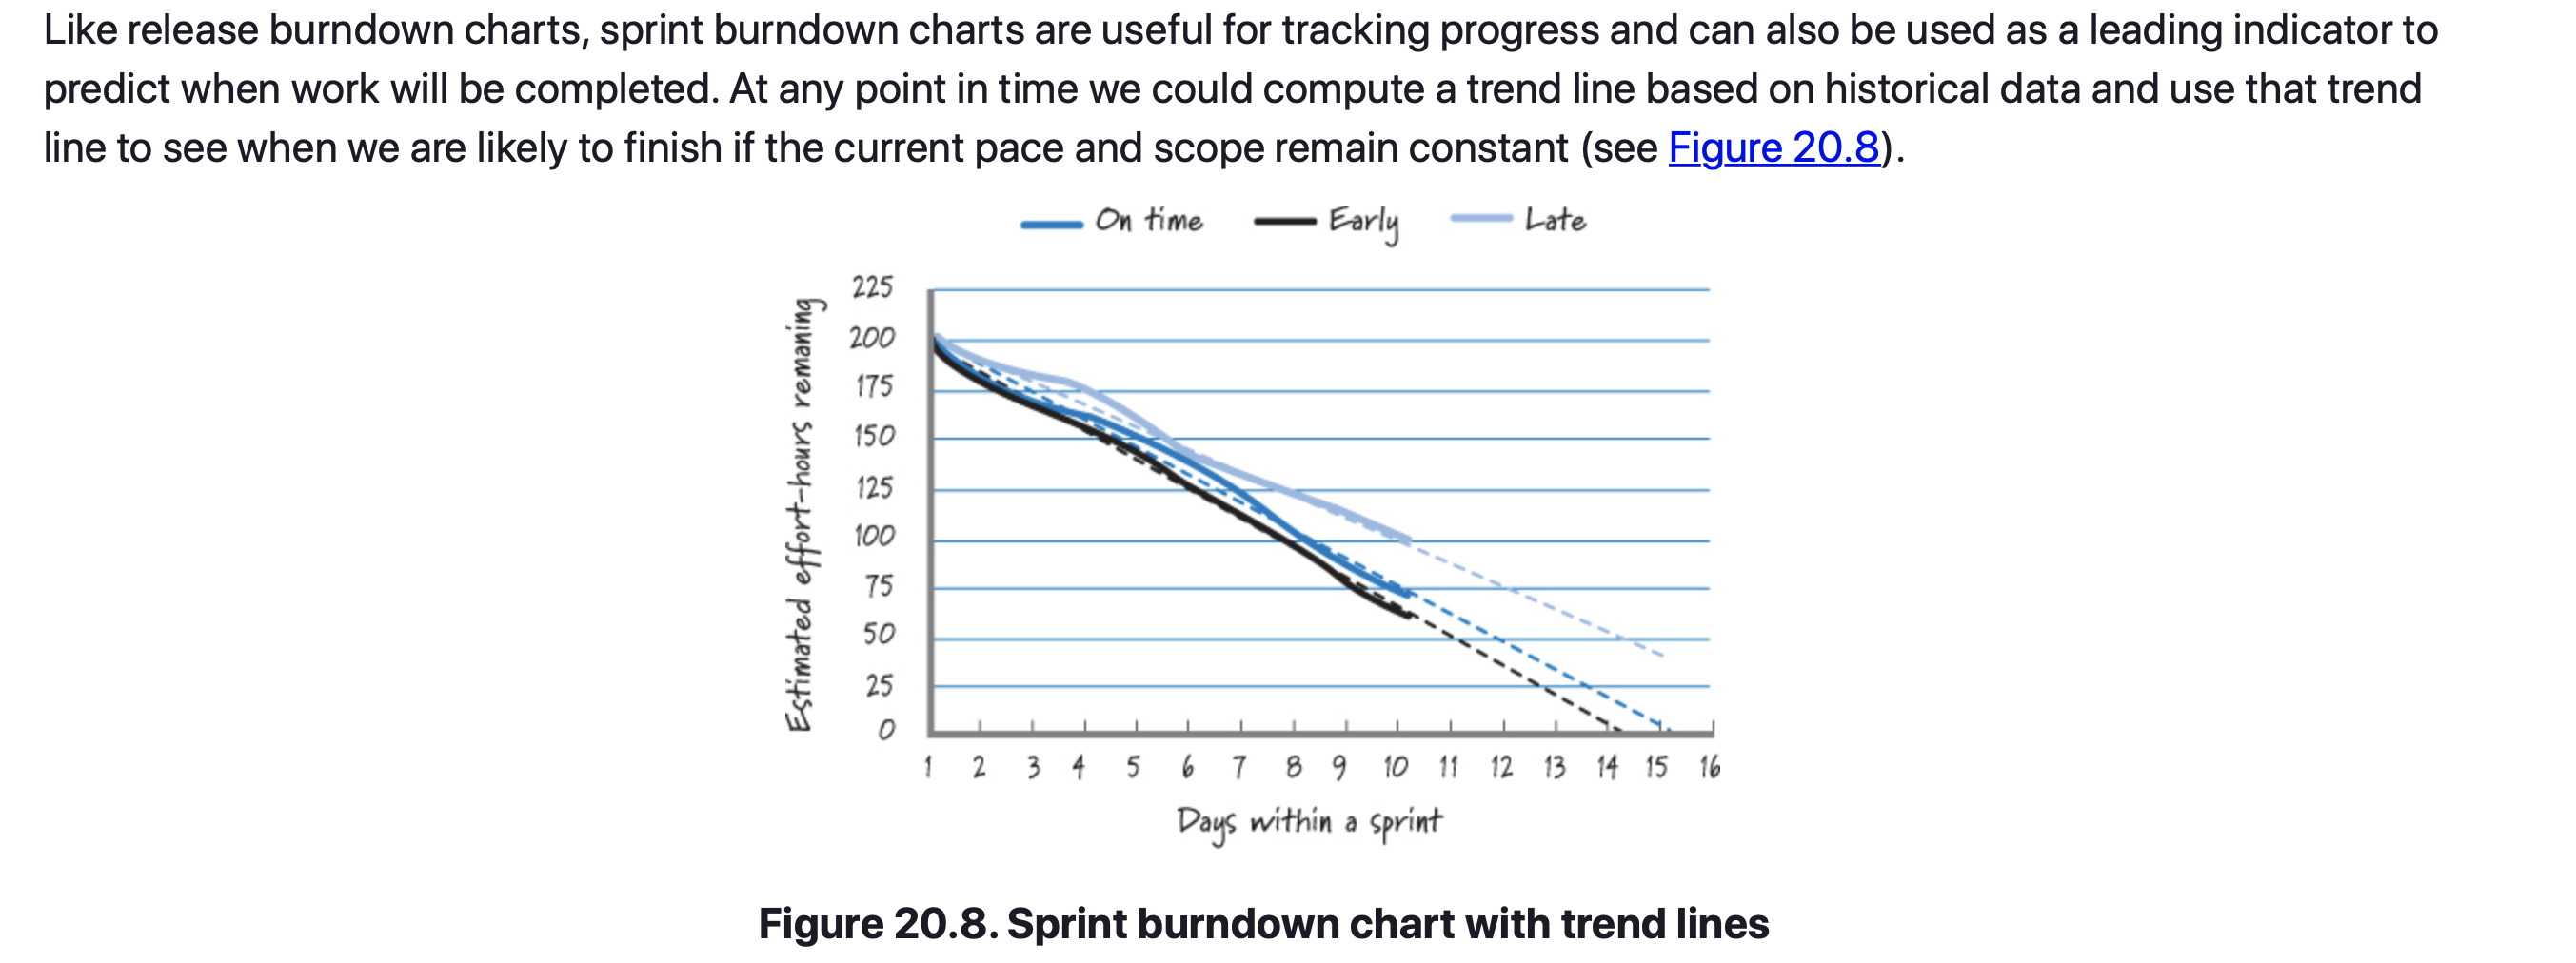 Like release burndown charts, sprint burndown charts are useful for tracking progress and can also be used as a leading indicator to
predict when work will be completed. At any point in time we could compute a trend line based on historical data and use that trend
line to see when we are likely to finish if the current pace and scope remain constant (see Figure 20.8).
On time Early Late
Estimated effort-hours remaining
225
200
175
150
125
100
75
50
25
0
1 2 3 4 5 6 7 8 9 10 11 12 13 14 15 16
Days within a sprint
Figure 20.8. Sprint burndown chart with trend lines